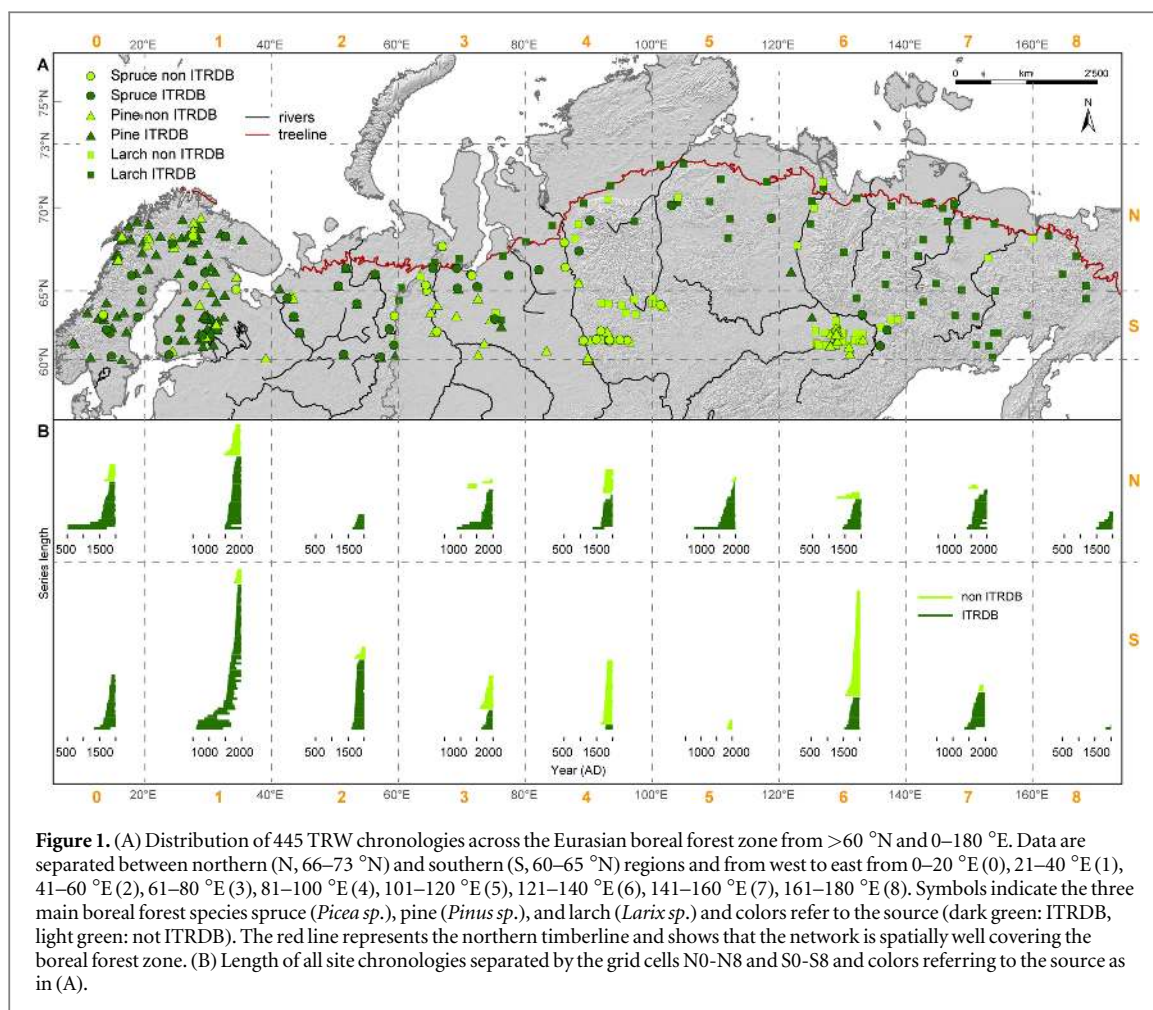 0 1 2 3 4 5 6 7 8
20°E 40°E 60°E 80°E 100°E 120°E 140°E 160°E
A
Spruce non ITRDB
Spruce ITRDB
Pine non ITRDB
Pine ITRDB
Larch non ITRDB
Larch ITRDB
rivers
treeline
0 km 2'500
N
75°N
73°N
70°N
65°N
60°N
75°N
73°N
70°N
N
65°N
S
60°N
B
N
500 1500 1000 2000 500 1500 1000 2000 500 1500 1000 2000 500 1500 1000 2000 500 1500
Series length
non ITRDB
ITRDB
S
500 1500 1000 2000 500 1500 1000 2000 500 1500 1000 2000 500 1500 1000 2000 500 1500
Year (AD)
20°E 40°E 60°E 80°E 100°E 120°E 140°E 160°E
0 1 2 3 4 5 6 7 8
Figure 1. (A) Distribution of 445 TRW chronologies across the Eurasian boreal forest zone from >60 °N and 0–180 °E. Data are
separated between northern (N, 66–73 °N) and southern (S, 60–65 °N) regions and from west to east from 0–20 °E (0), 21–40 °E (1),
41–60 °E (2), 61–80 °E (3), 81–100 °E (4), 101–120 °E (5), 121–140 °E (6), 141–160 °E (7), 161–180 °E (8). Symbols indicate the three
main boreal forest species spruce (Picea sp.), pine (Pinus sp.), and larch (Larix sp.) and colors refer to the source (dark green: ITRDB,
light green: not ITRDB). The red line represents the northern timberline and shows that the network is spatially well covering the
boreal forest zone. (B) Length of all site chronologies separated by the grid cells N0-N8 and S0-S8 and colors referring to the source as
in (A).